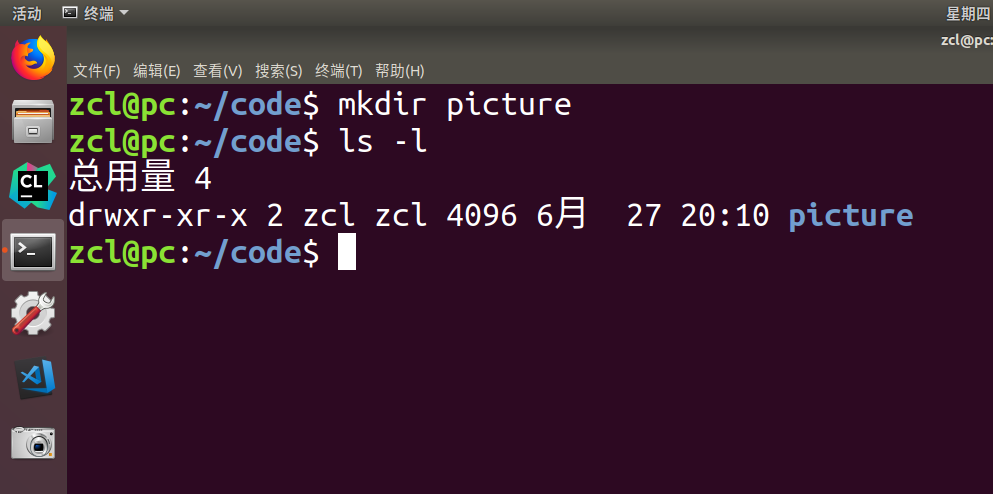 活动 终端 星期四
zcl@pc:
文件(F) 编辑(E) 查看(V) 搜索(S) 终端(T) 帮助(H)
zcl@pc:~/code$ mkdir picture
zcl@pc:~/code$ ls -l
总用量 4
drwxr-xr-x 2 zcl zcl 4096 6月  27 20:10 picture
zcl@pc:~/code$
CL
>_